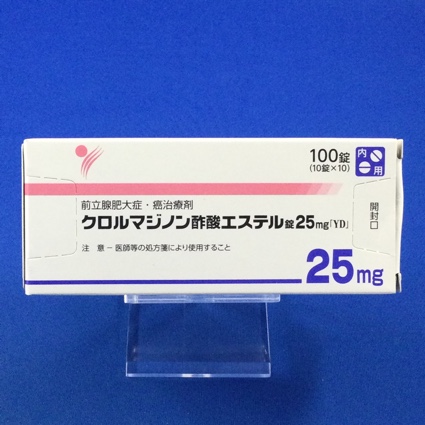 100錠
(10錠×10)
内用
前立腺肥大症・癌治療剤
クロルマジノン酢酸エステル錠25mg「YD」
注 意－医師等の処方箋により使用すること
開封口
25mg